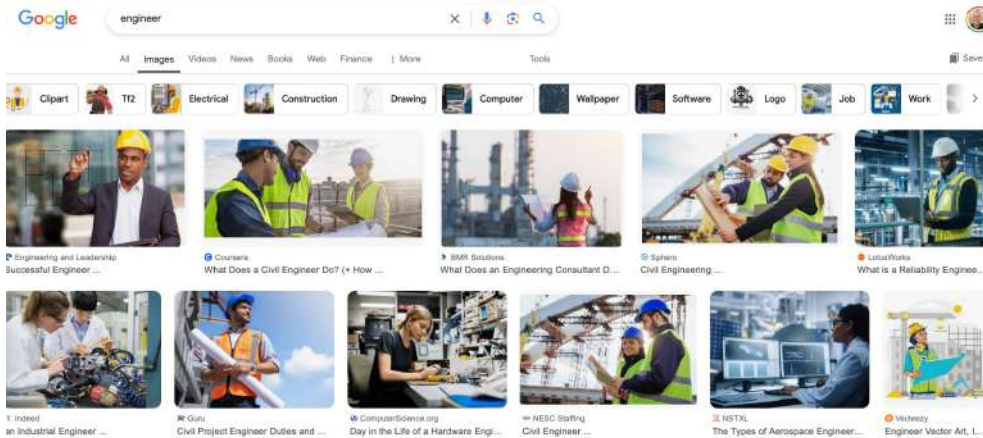 Google
engineer
All Images Videos News Books Web Finance More Tools Save
Clipart Tf2 Electrical Construction Drawing Computer Wallpaper Software Logo Job Work
Engineering and Leadership
Successful Engineer ...
Coursera
What Does a Civil Engineer Do? (+ How ...
BMR Solutions
What Does an Engineering Consultant D...
Sphero
Civil Engineering ...
LotusWorks
What is a Reliability Enginee...
Indeed
an Industrial Engineer ...
Guru
Civil Project Engineer Duties and ...
ComputerScience.org
Day in the Life of a Hardware Engi...
NESC Staffing
Civil Engineer ...
NSTXL
The Types of Aerospace Engineer...
Vecteezy
Engineer Vector Art, I...